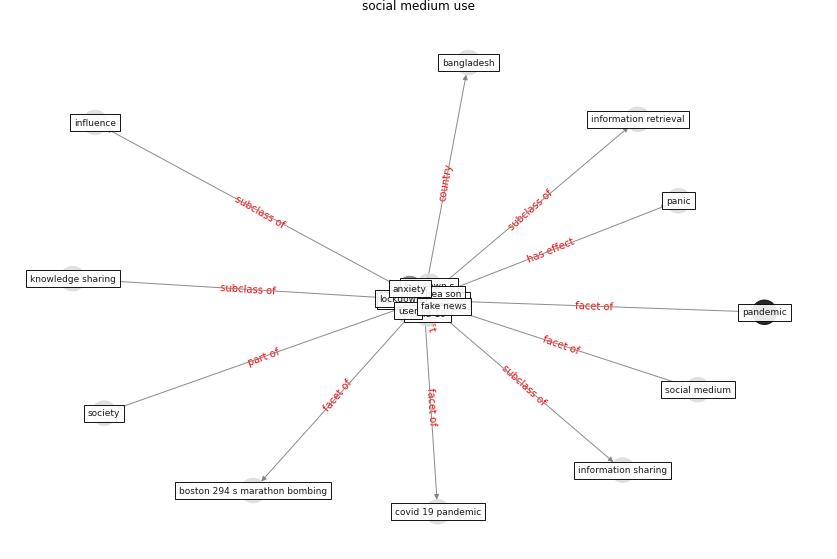 social medium use
bangladesh
influence
information retrieval
country
subclass of
subclass of
panic
has effect
knowledge sharing
subclass of
anxiety
ea son
lockdown
fake news
user
facet of
pandemic
facet of
part of
subclass of
facet of
facet of
social medium
society
information sharing
boston 294 s marathon bombing
covid 19 pandemic